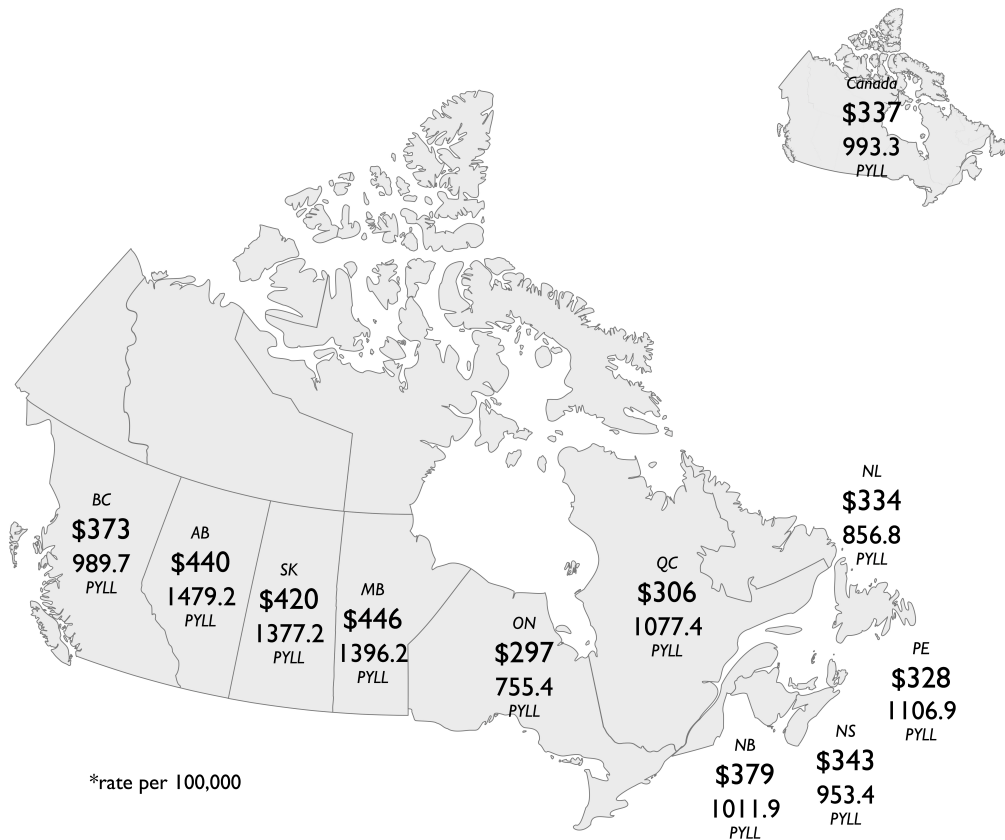 Canada
$337
993.3
PYLL
BC
$373
989.7
PYLL
AB
$440
1479.2
PYLL
SK
$420
1377.2
PYLL
MB
$446
1396.2
PYLL
ON
$297
755.4
PYLL
QC
$306
1077.4
PYLL
NL
$334
856.8
PYLL
PE
$328
1106.9
PYLL
NS
$343
953.4
PYLL
NB
$379
1011.9
PYLL
*rate per 100,000